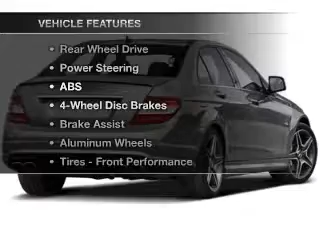 VEHICLE FEATURES
• Rear Wheel Drive
• Power Steering
• ABS
• 4-Wheel Disc Brakes
• Brake Assist
• Aluminum Wheels
• Tires - Front Performance